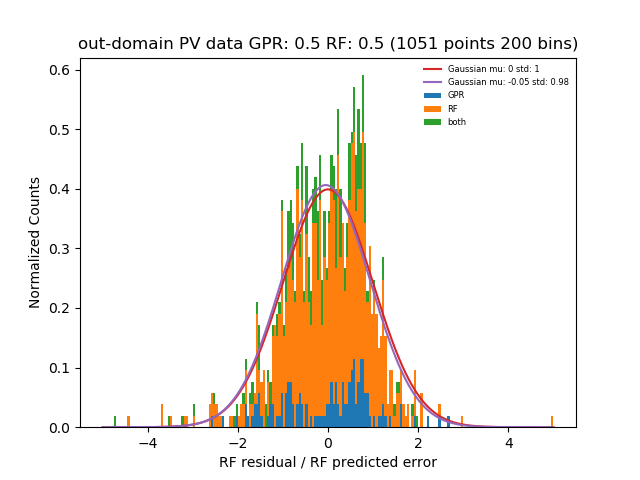 out-domain PV data GPR: 0.5 RF: 0.5 (1051 points 200 bins)
Gaussian mu: 0 std: 1
Gaussian mu: -0.05 std: 0.98
GPR
RF
both
0.6
0.5
0.4
0.3
0.2
0.1
0.0
Normalized Counts
−4 −2 0 2 4
RF residual / RF predicted error